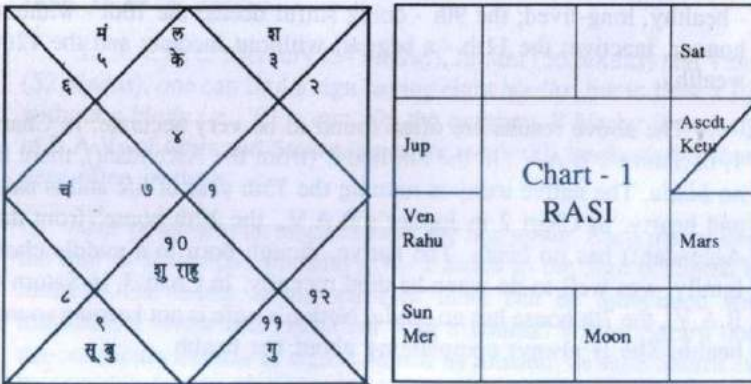 मं ल श
५ के ३
६ २
४
चं ७ १
१०
शु राहु
८ १२
९ ११
सू बु गु
Sat
Jup
Ascdt
Ketu
Chart - 1
RASI
Ven
Rahu
Mars
Sun
Mer
Moon